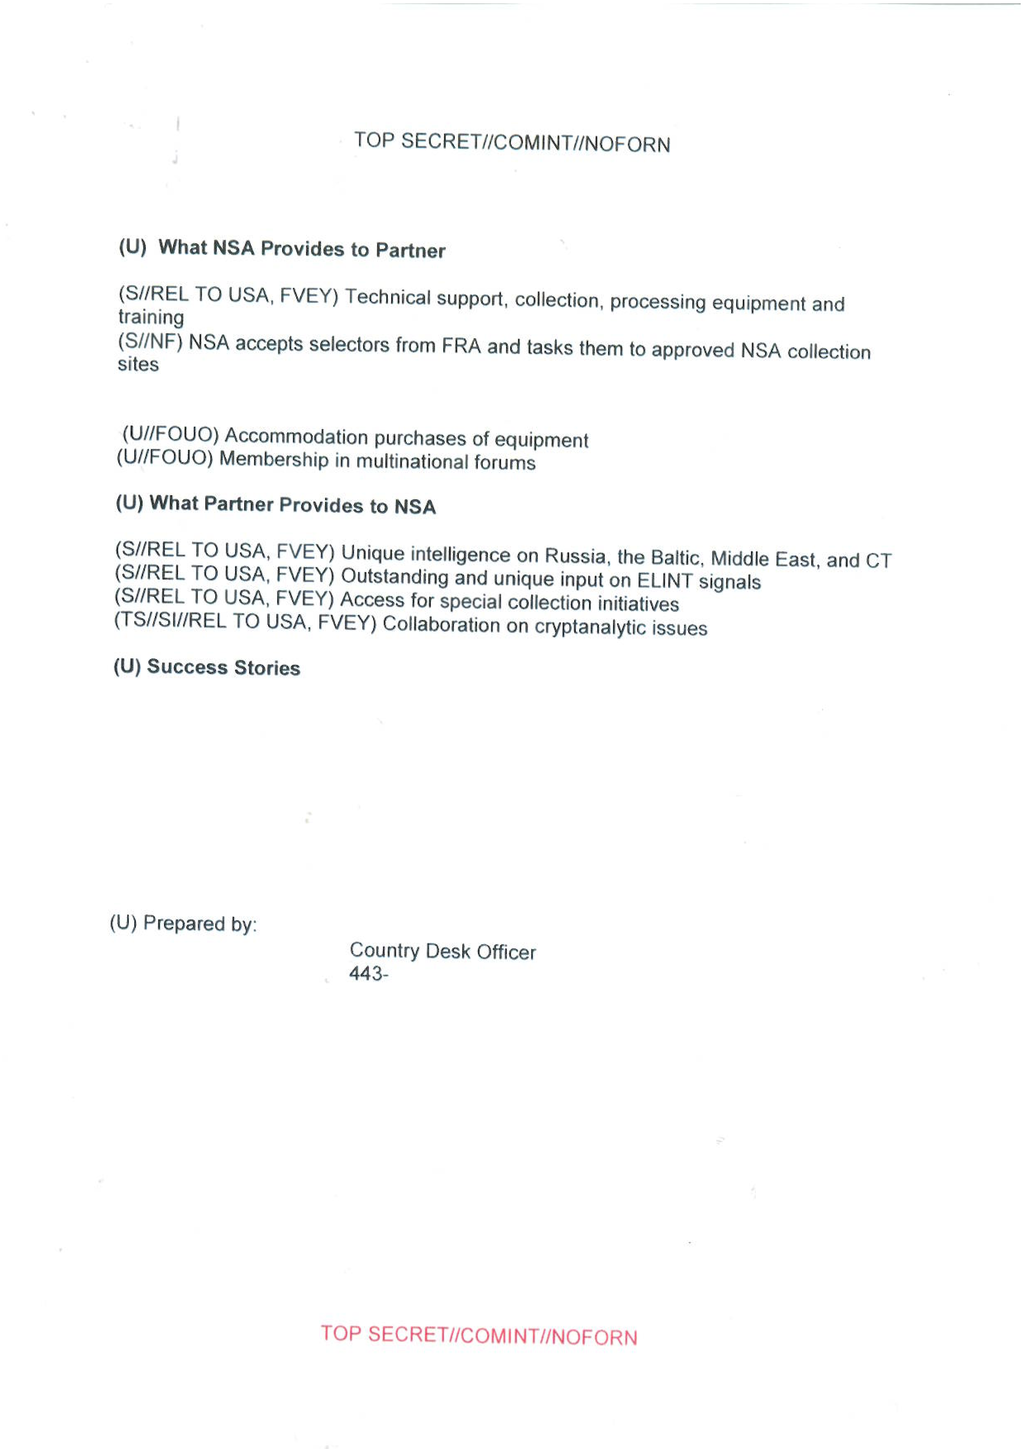 TOP SECRET//COMINT//NOFORN
(U) What NSA Provides to Partner
(S//REL TO USA, FVEY) Technical support, collection, processing equipment and
training
(S//NF) NSA accepts selectors from FRA and tasks them to approved NSA collection
sites
(U//FOUO) Accommodation purchases of equipment
(U//FOUO) Membership in multinational forums
(U) What Partner Provides to NSA
(S//REL TO USA, FVEY) Unique intelligence on Russia, the Baltic, Middle East, and CT
(S//REL TO USA, FVEY) Outstanding and unique input on ELINT signals
(S//REL TO USA, FVEY) Access for special collection initiatives
(TS//SI//REL TO USA, FVEY) Collaboration on cryptanalytic issues
(U) Success Stories
(U) Prepared by:
Country Desk Officer
443-
TOP SECRET//COMINT//NOFORN